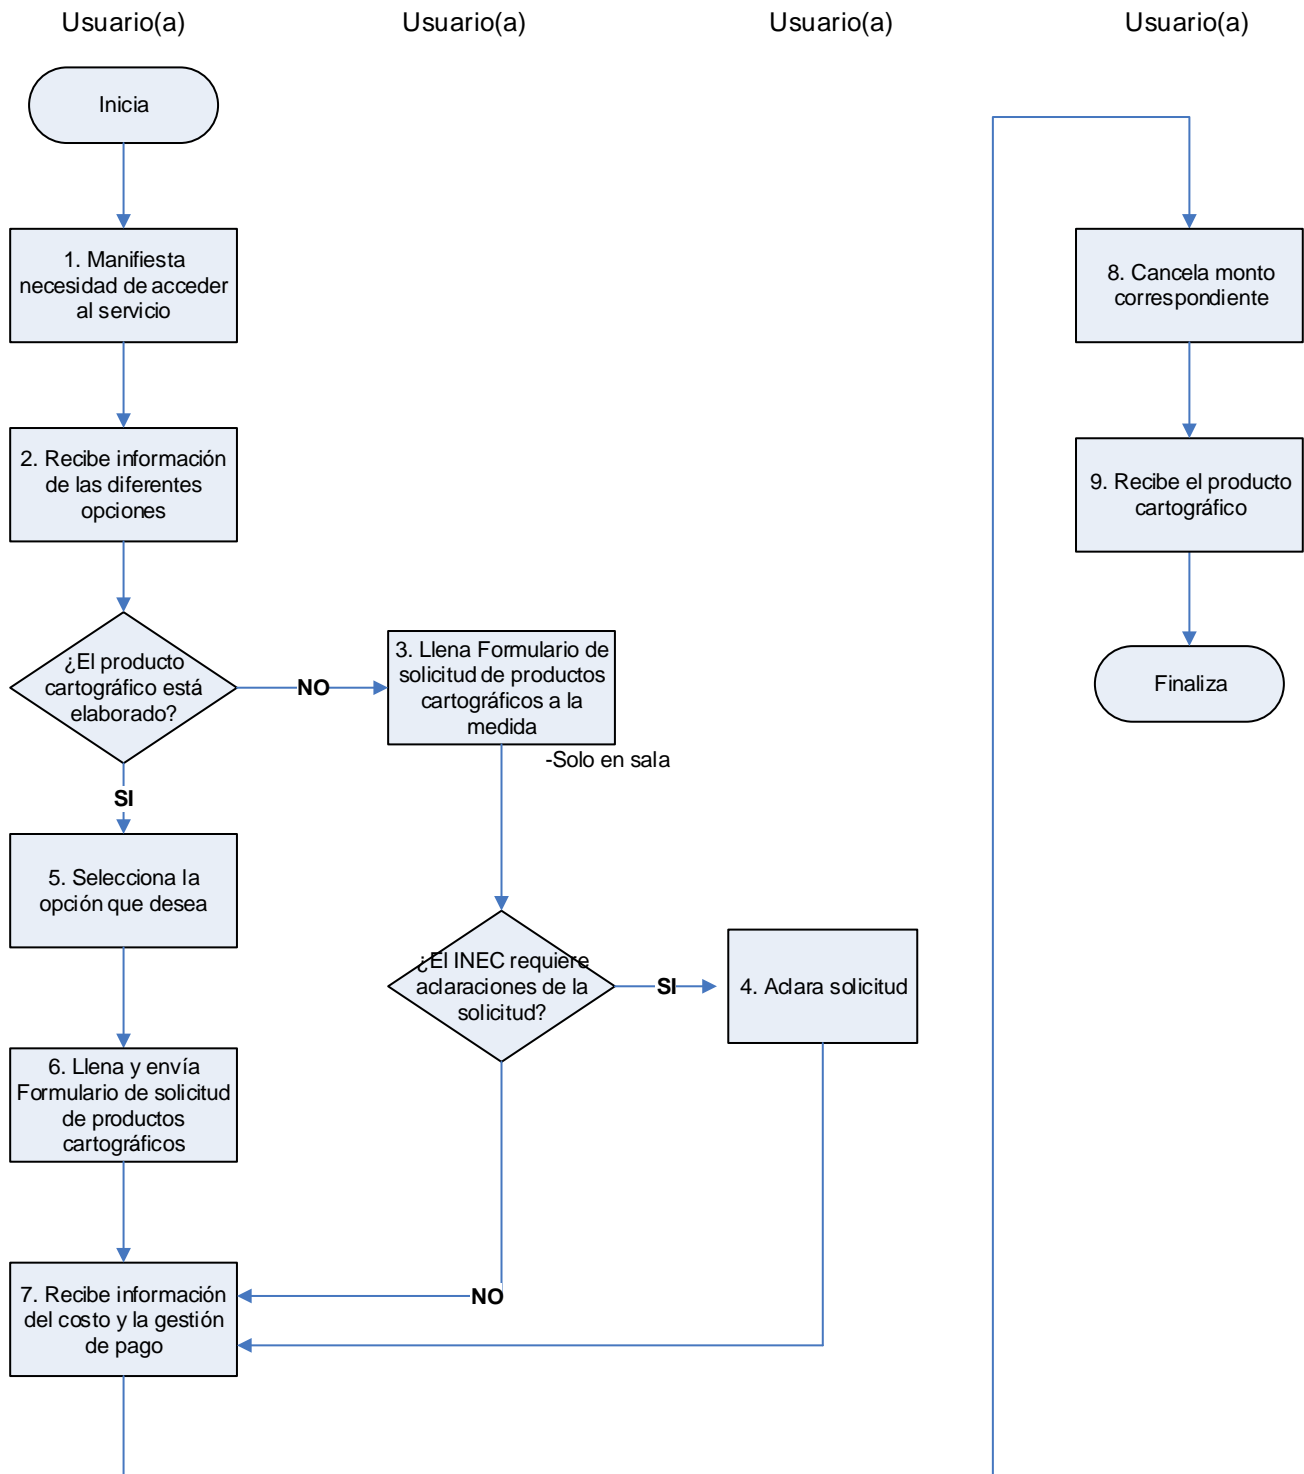 Usuario(a)
Usuario(a)
Usuario(a)
Usuario(a)
Inicia
1. Manifiesta
necesidad de acceder
al servicio
2. Recibe información
de las diferentes
opciones
¿El producto
cartográfico está
elaborado?
NO
3. Llena Formulario de
solicitud de productos
cartográficos a la
medida
-Solo en sala
SI
5. Selecciona la
opción que desea
¿El INEC requiere
aclaraciones de la
solicitud?
SI
4. Aclara solicitud
6. Llena y envía
Formulario de solicitud
de productos
cartográficos
NO
7. Recibe información
del costo y la gestión
de pago
8. Cancela monto
correspondiente
9. Recibe el producto
cartográfico
Finaliza